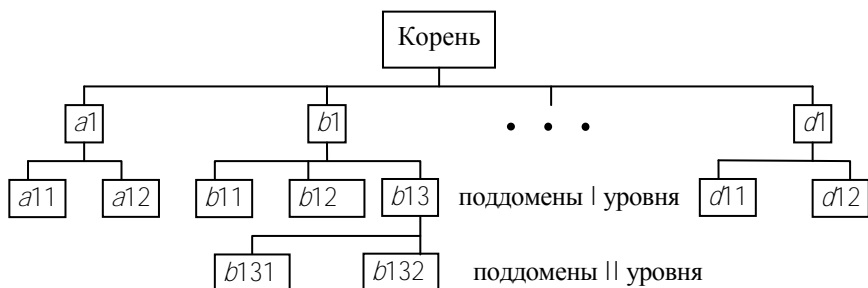 Корень
a1 b1 • • • d1
a11 a12 b11 b12 b13 поддомены I уровня d11 d12
b131 b132 поддомены II уровня